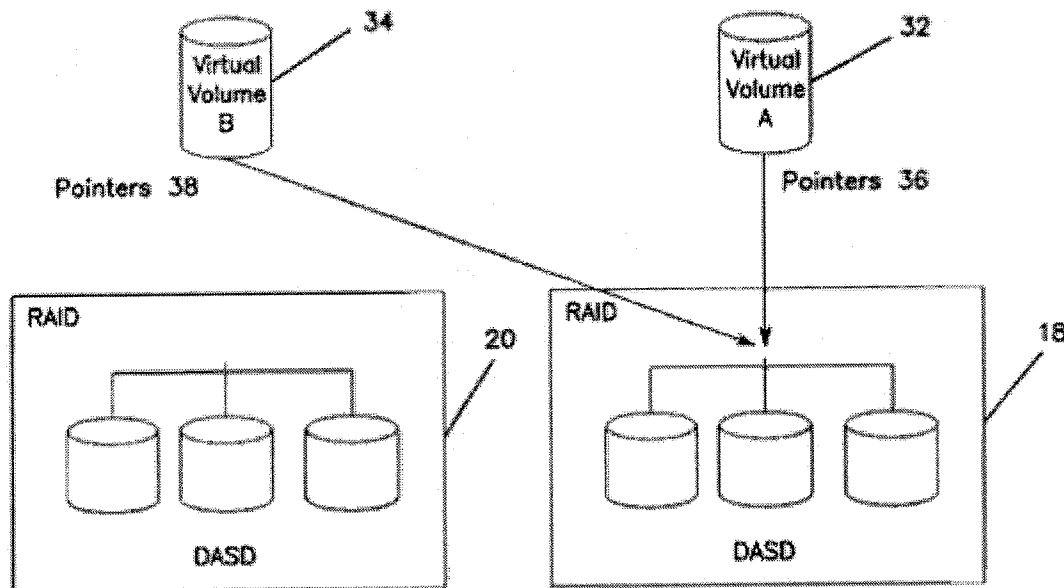 34
32
Virtual
Volume
B
Virtual
Volume
A
Pointers 38
Pointers 36
RAID
20
DASD
RAID
18
DASD